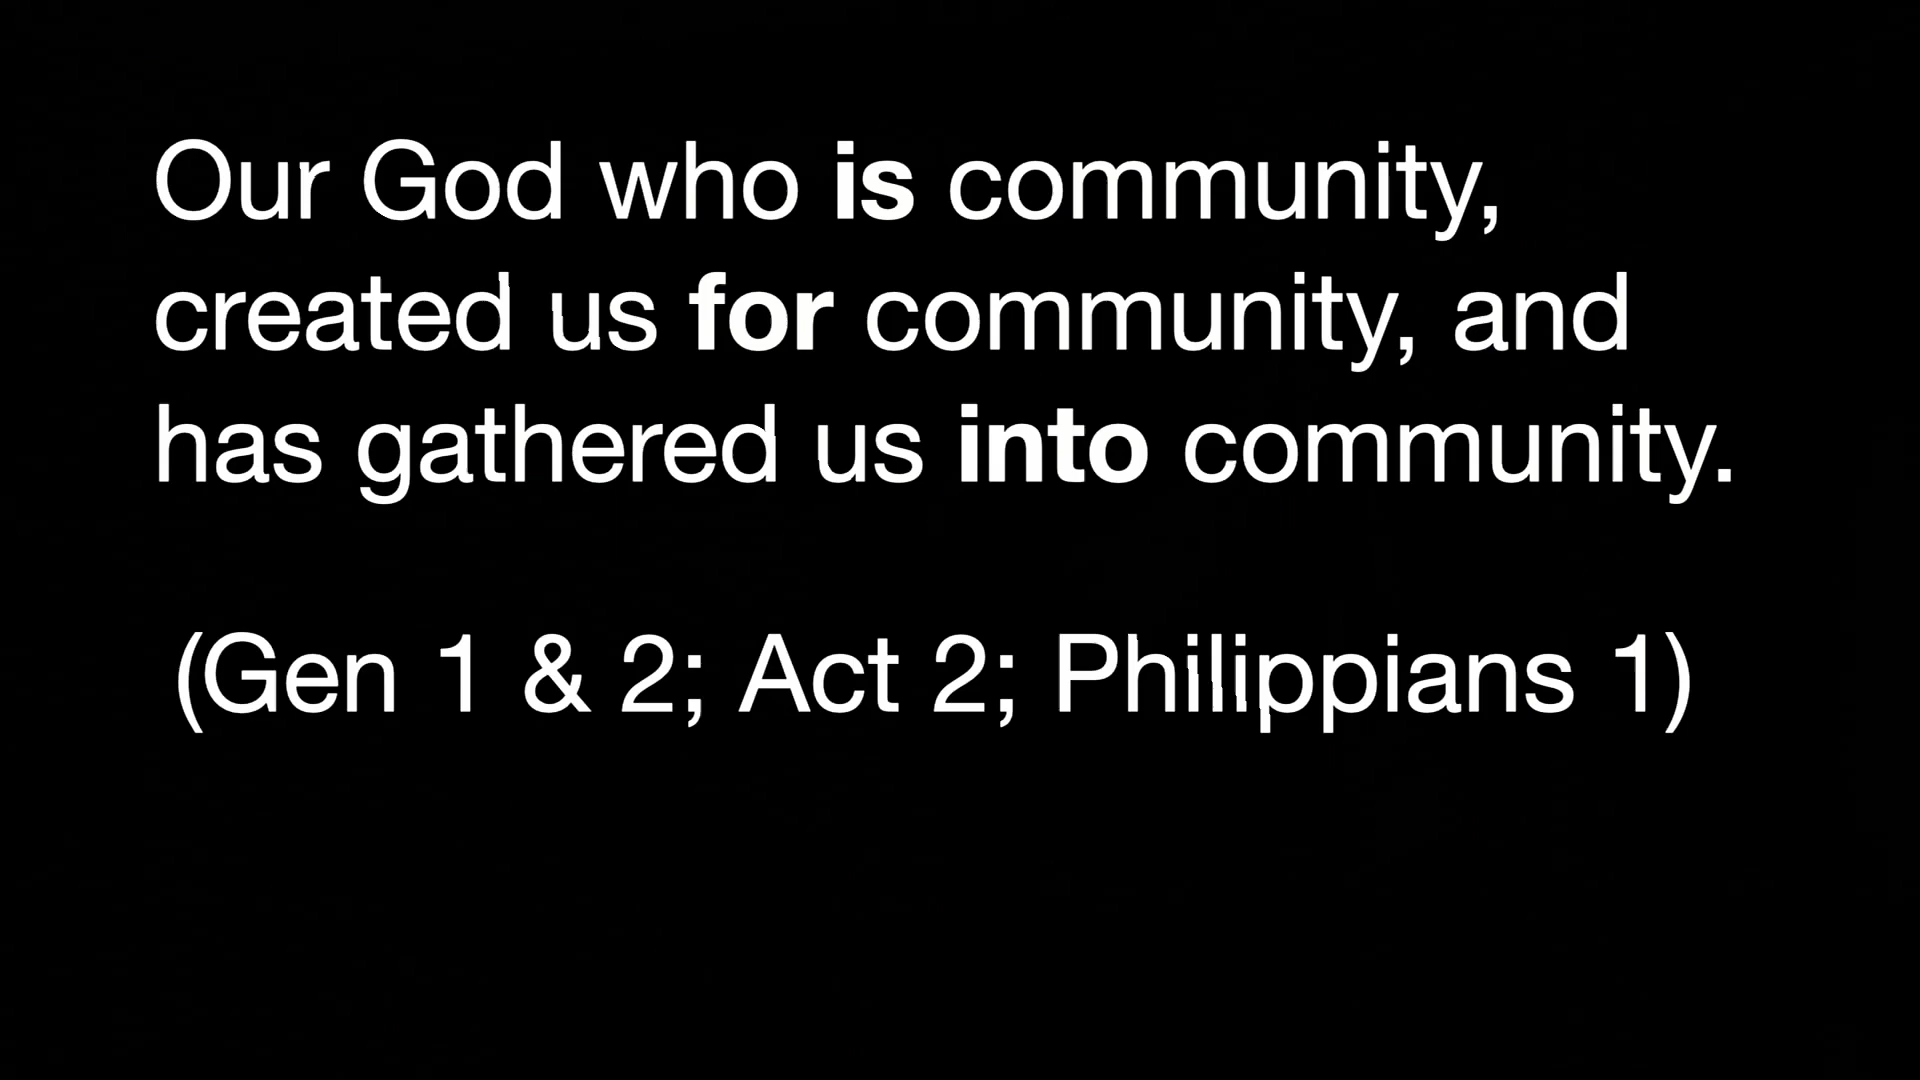 Our God who is community,
created us for community, and
has gathered us into community.
(Gen 1 & 2; Act 2; Philippians 1)